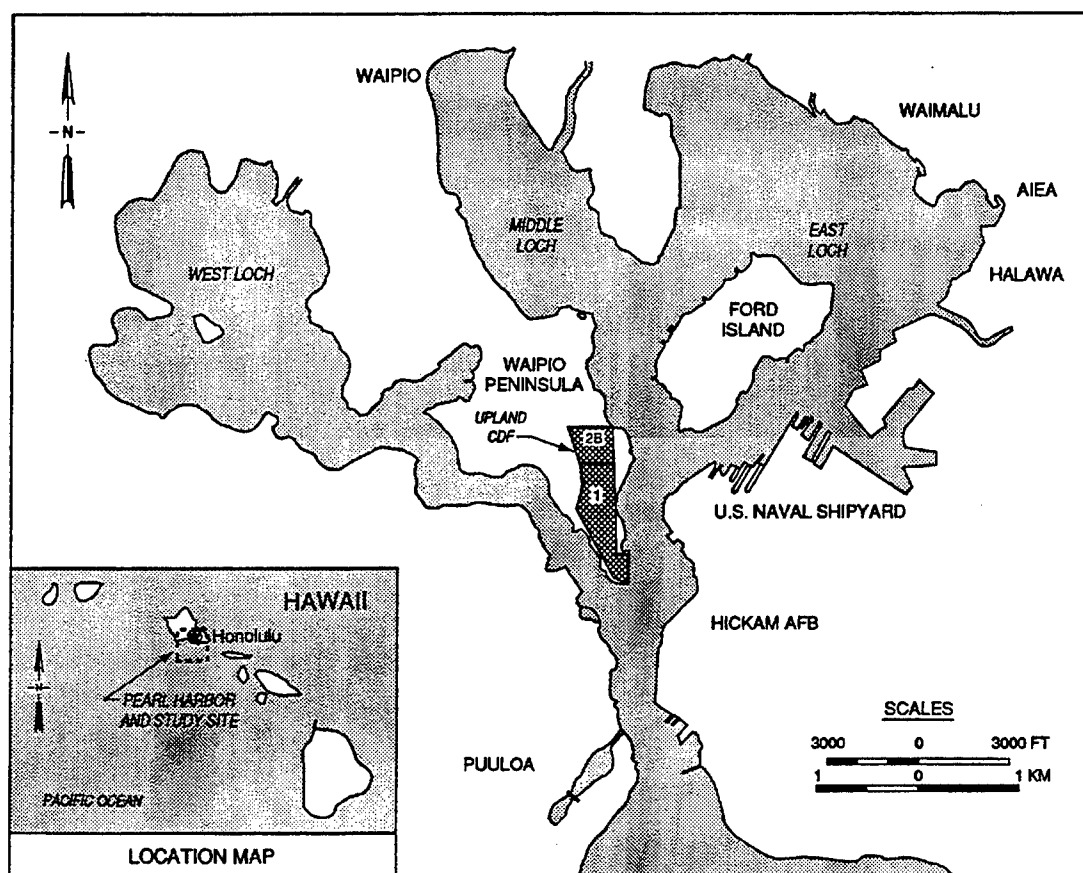 WAIPIO
WAIMALU
- N -
AIEA
MIDDLE
LOCH
EAST
LOCH
WEST LOCH
HALAWA
FORD
ISLAND
WAIPIO
PENINSULA
UPLAND
CDF
2B
1
U.S. NAVAL SHIPYARD
HAWAII
Honolulu
HICKAM AFB
N
PEARL HARBOR
AND STUDY SITE
SCALES
3000 0 3000 FT
1 0 1 KM
PUULOA
PACIFIC OCEAN
LOCATION MAP